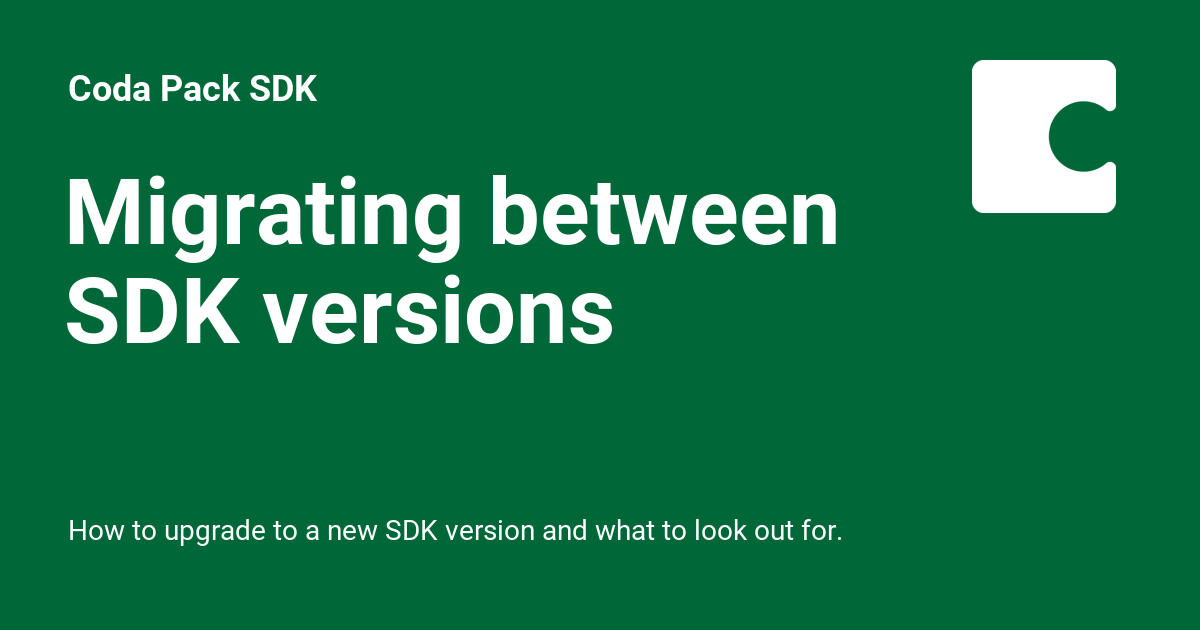 Coda Pack SDK
Migrating between
SDK versions
How to upgrade to a new SDK version and what to look out for.